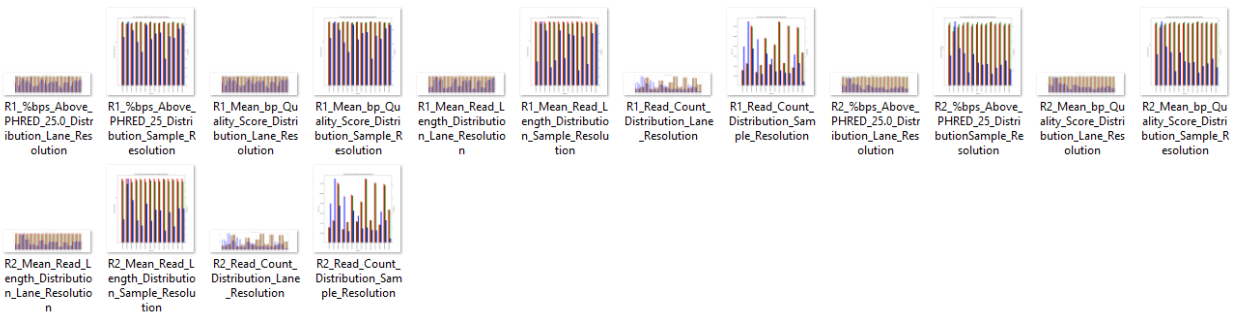 R1_%bps_Above_
PHRED_25.0_Distr
ibution_Lane_Res
olution
R1_%bps_Above_
PHRED_25_Distri
bution_Sample_R
esolution
R1_Mean_bp_Qu
ality_Score_Distri
bution_Lane_Res
olution
R1_Mean_bp_Qu
ality_Score_Distri
bution_Sample_R
esolution
R1_Mean_Read_L
ength_Distributio
n_Lane_Resolutio
n
R1_Mean_Read_L
ength_Distributio
n_Sample_Resolu
tion
R1_Read_Count_
Distribution_Lane
_Resolution
R1_Read_Count_
Distribution_Sam
ple_Resolution
R2_%bps_Above_
PHRED_25.0_Distr
ibution_Lane_Res
olution
R2_%bps_Above_
PHRED_25_Distri
butionSample_Re
solution
R2_Mean_bp_Qu
ality_Score_Distri
bution_Lane_Res
olution
R2_Mean_bp_Qu
ality_Score_Distri
bution_Sample_R
esolution
R2_Mean_Read_L
ength_Distributio
n_Lane_Resolutio
n
R2_Mean_Read_L
ength_Distributio
n_Sample_Resolu
tion
R2_Read_Count_
Distribution_Lane
_Resolution
R2_Read_Count_
Distribution_Sam
ple_Resolution